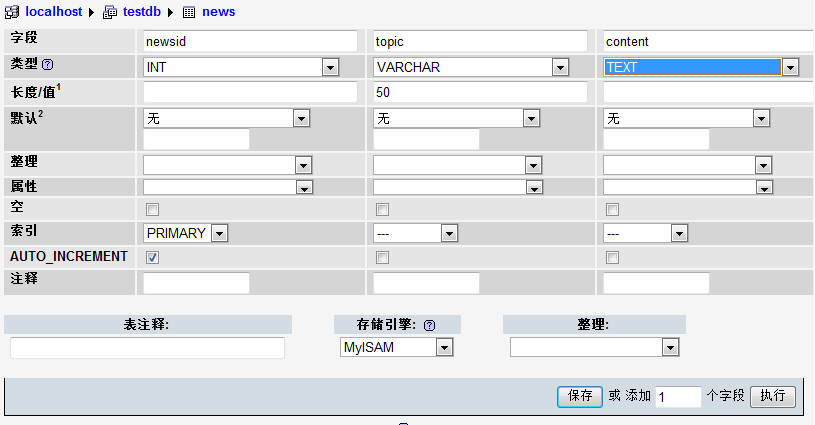 localhost testdb news
字段 newsid topic content
类型 INT VARCHAR TEXT
长度/值1 50
默认2 无 无 无
整理
属性
空
索引 PRIMARY --- ---
AUTO_INCREMENT
注释
表注释: 存储引擎: 整理:
MyISAM
保存 或 添加 1 个字段 执行